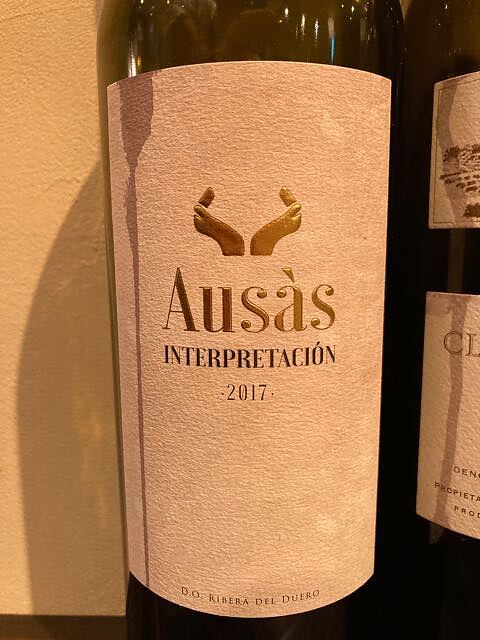 Ausàs
INTERPRETACIÓN
·2017·
D.O. RIBERA DEL DUERO